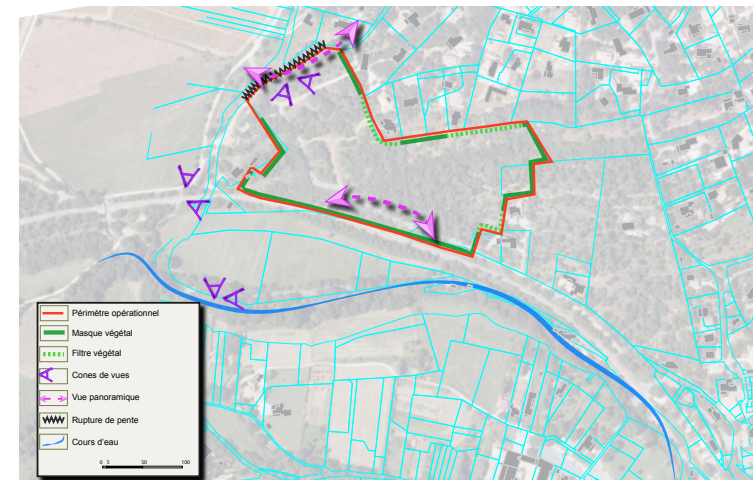 Périmètre opérationnel
Masque végétal
Filtre végétal
Cones de vues
Vue panoramique
Rupture de pente
Cours d'eau
0 5 50 100